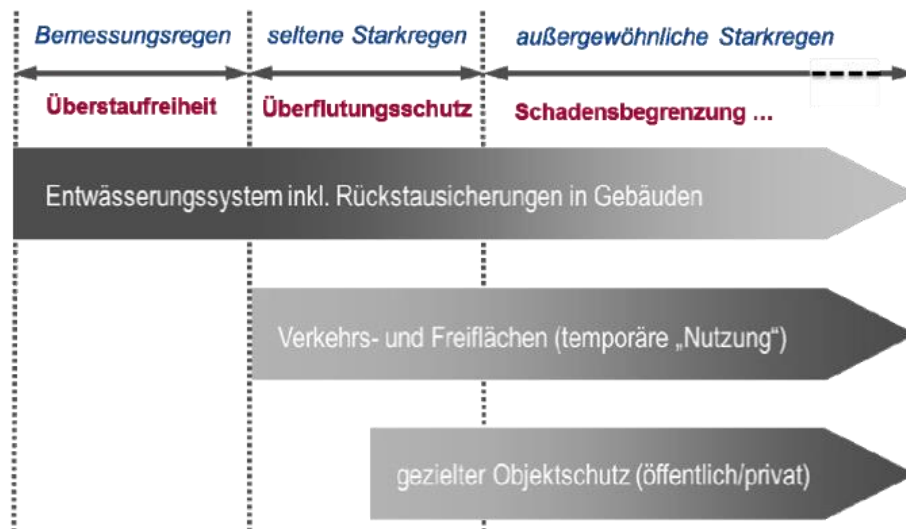 Bemessungsregen seltene Starkregen außergewöhnliche Starkregen
Überstaufreiheit Überflutungsschutz Schadensbegrenzung ...
Entwässerungssystem inkl. Rückstausicherungen in Gebäuden
Verkehrs- und Freiflächen (temporäre „Nutzung“)
gezielter Objektschutz (öffentlich/privat)